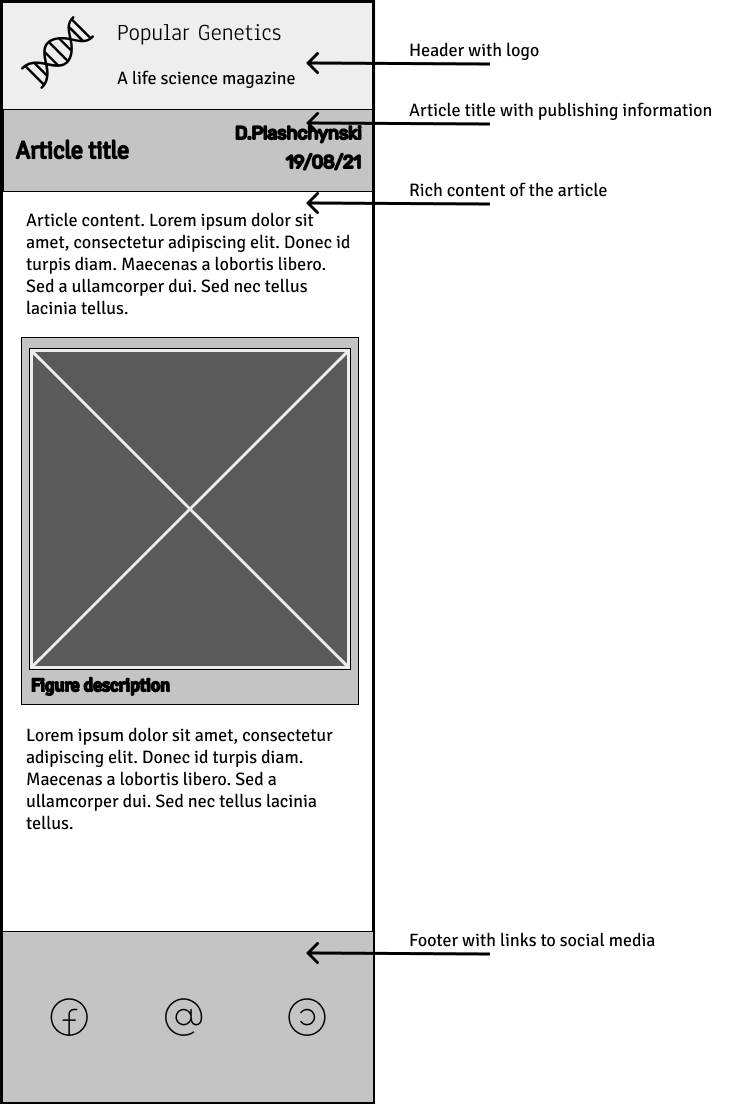 Popular Genetics
A life science magazine
Header with logo
Article title with publishing information
Article title
D.Plashchynski
19/08/21
Rich content of the article
Article content. Lorem ipsum dolor sit
amet, consectetur adipiscing elit. Donec id
turpis diam. Maecenas a lobortis libero.
Sed a ullamcorper dui. Sed nec tellus
lacinia tellus.
Figure description
Lorem ipsum dolor sit amet, consectetur
adipiscing elit. Donec id turpis diam.
Maecenas a lobortis libero. Sed a
ullamcorper dui. Sed nec tellus lacinia
tellus.
Footer with links to social media